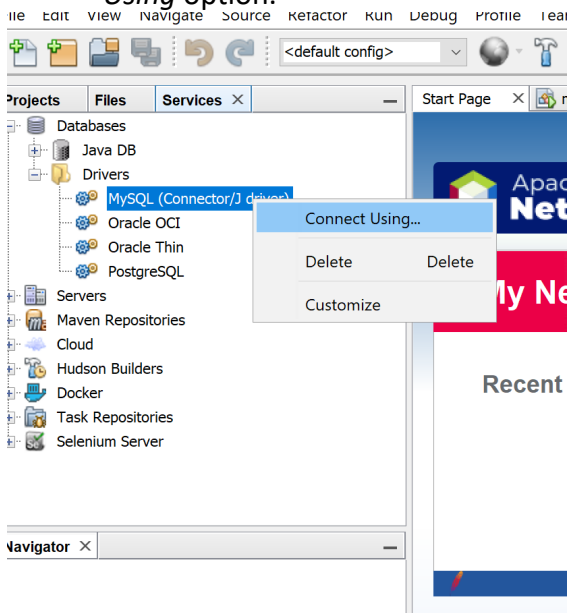 Using option.
File Edit View Navigate Source Refactor Run Debug Profile Team
<default config>
Projects Files Services
Start Page
Databases
Java DB
Drivers
MySQL (Connector/J driver)
Oracle OCI
Oracle Thin
PostgreSQL
Servers
Maven Repositories
Cloud
Hudson Builders
Docker
Task Repositories
Selenium Server
Connect Using...
Delete Delete
Customize
Apac
Net
My Ne
Recent
Navigator